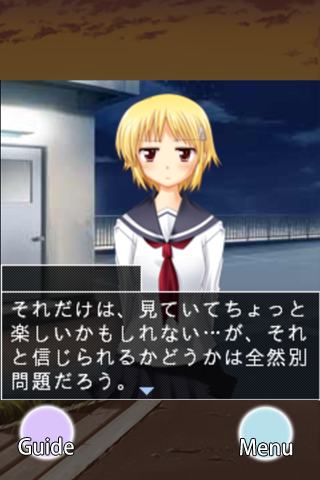 それだけは、見ていてちょっと
楽しいかもしれない…が、それ
と信じられるかどうかは全然別
問題だろう。
Guide
Menu